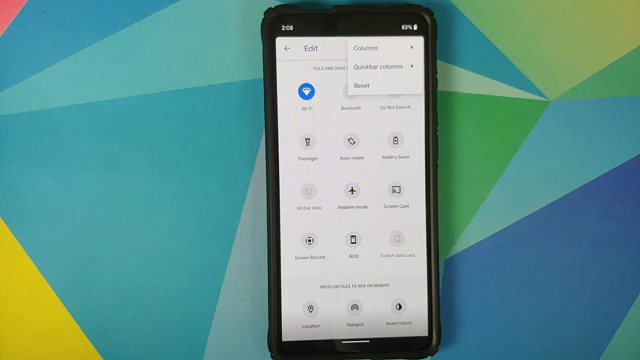 2:08
83%
Edit
Columns
Quickbar columns
Reset
HOLD AND DRAG
Wi-Fi
Bluetooth
Do Not Disturb
Flashlight
Auto-rotate
Battery Saver
Mobile data
Airplane mode
Screen Cast
Screen Record
AOD
Switch data card
PRESS ON TILES TO ADD OR REMOVE
Location
Hotspot
Invert colors